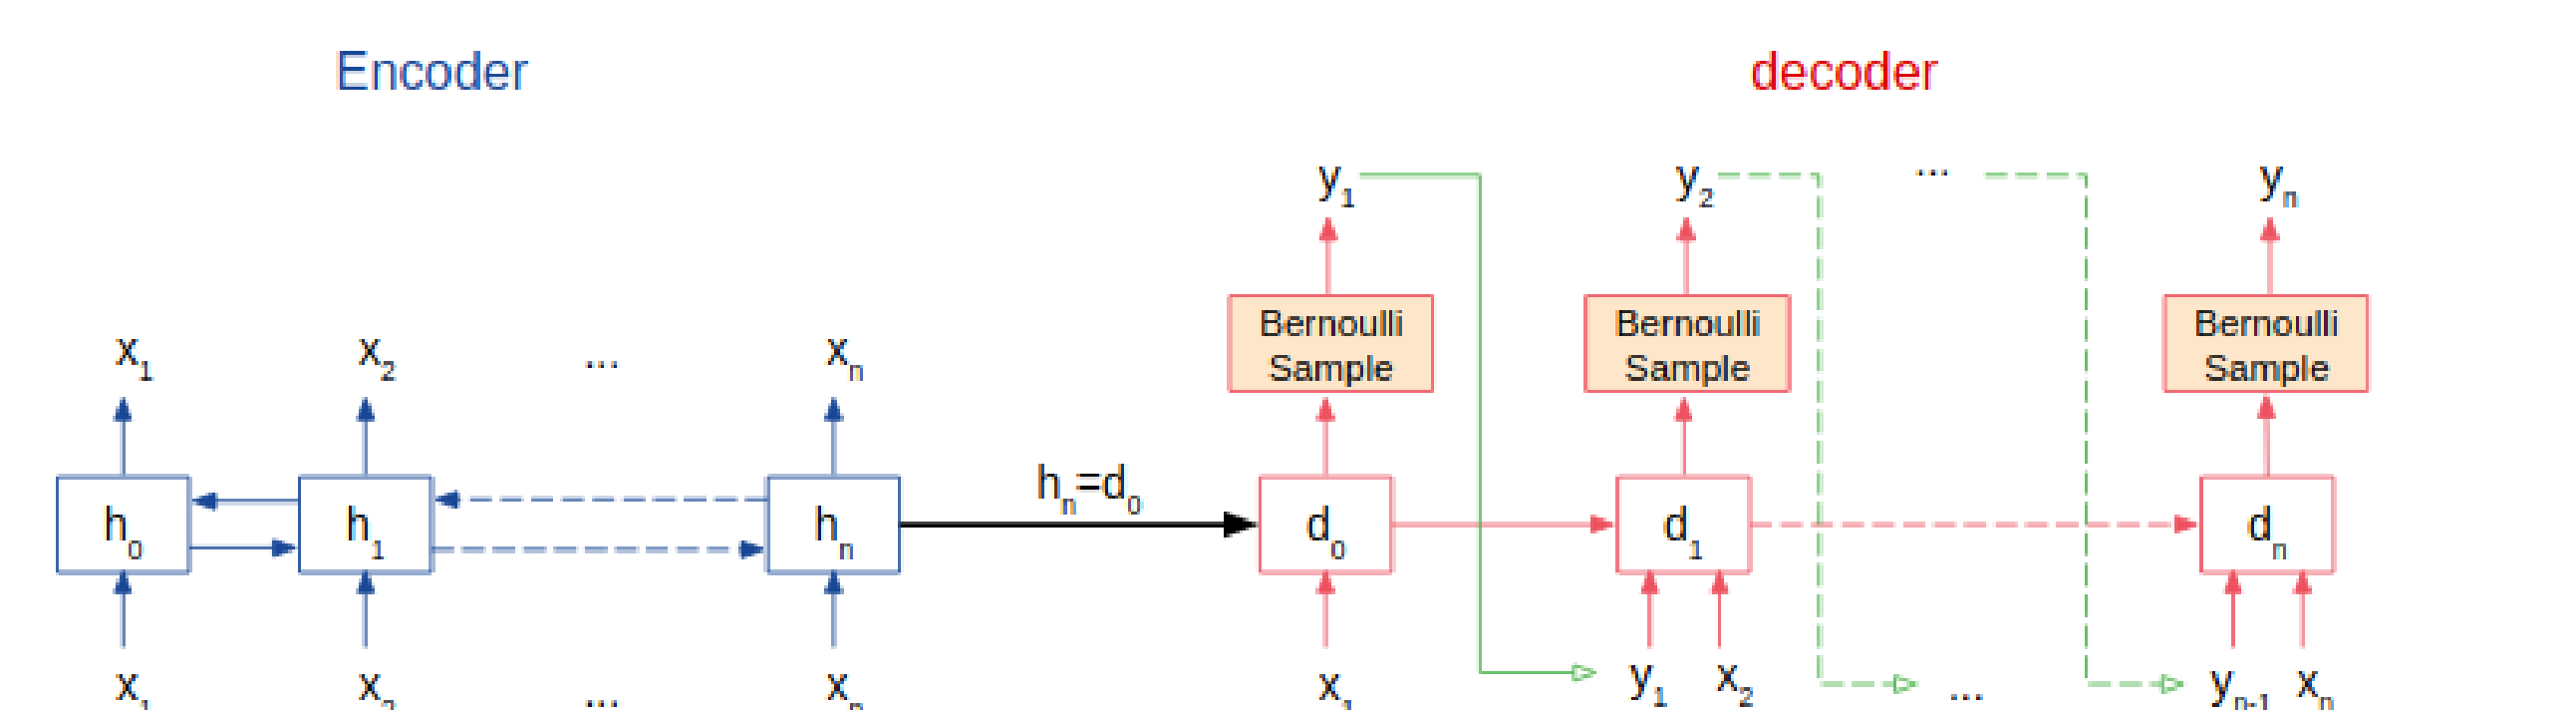 Encoder
decoder
y1
y2
...
yn
Bernoulli
Sample
Bernoulli
Sample
Bernoulli
Sample
x1
x2
...
xn
hn=d0
h0
h1
hn
d0
d1
dn
x1
x2
...
xn
x1
y1 x2
...
yn-1 xn